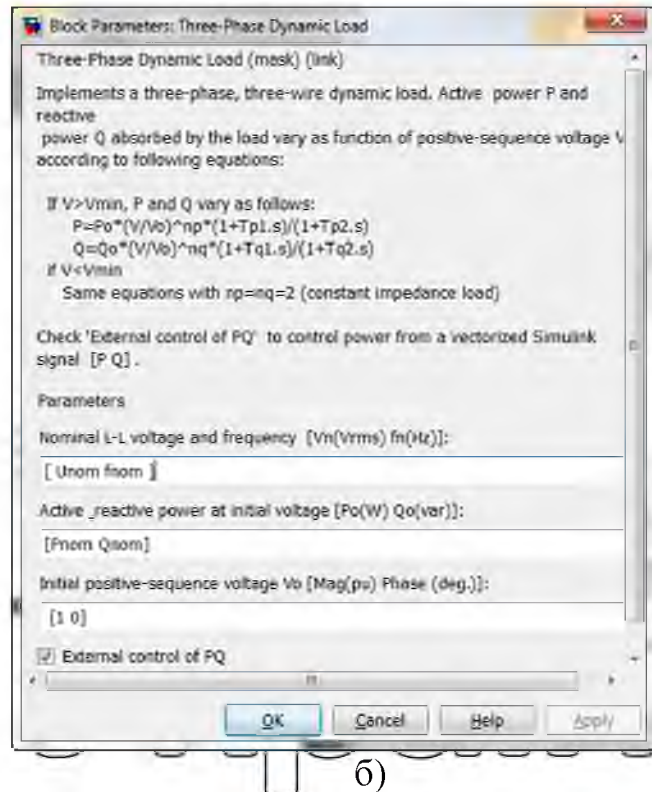 Block Parameters: Three-Phase Dynamic Load
Three-Phase Dynamic Load (mask) (link)
Implements a three-phase, three-wire dynamic load. Active power P and
reactive
power Q absorbed by the load vary as function of positive-sequence voltage V
according to following equations:
If V>Vmin, P and Q vary as follows:
P=Po*(V/Vo)^np*(1+Tp1.s)/(1+Tp2.s)
Q=Qo*(V/Vo)^nq*(1+Tq1.s)/(1+Tq2.s)
if V<Vmin
Same equations with np=nq=2 (constant impedance load)
Check 'External control of PQ' to control power from a vectorized Simulink
signal [P Q].
Parameters
Nominal L-L voltage and frequency [Vn(Vrms) fn(Hz)]:
[ Unom fnom ]
Active _reactive power at initial voltage [Po(W) Qo(var)]:
[Pnom Qnom]
Initial positive-sequence voltage Vo [Mag(pu) Phase (deg.)]:
[1 0]
External control of PQ
OK Cancel Help Apply
б)